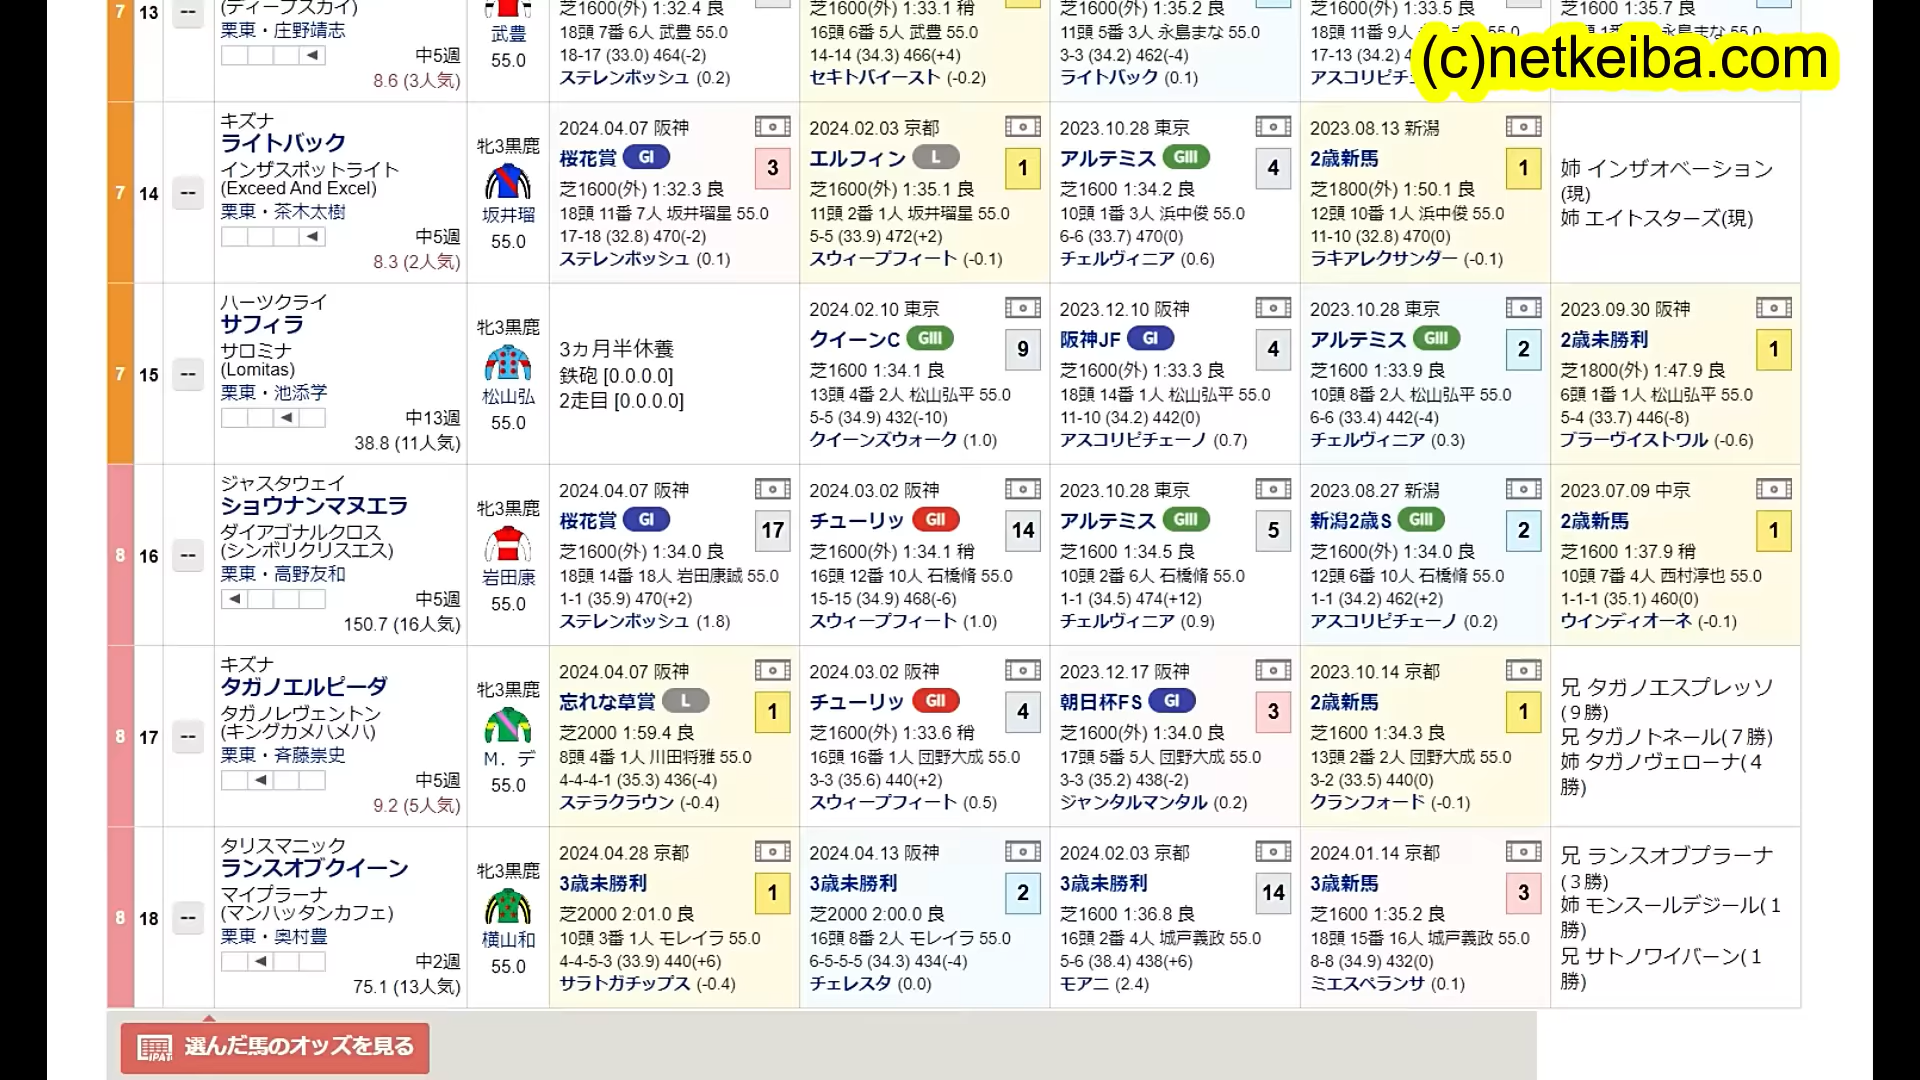 (c)netkeiba.com
7 13 --
(ディープスカイ)
栗東・庄野靖志
中5週
8.6 (3人気)
武豊
55.0
芝1600(外) 1:32.4 良
18頭 7番 6人 武豊 55.0
18-17 (33.0) 464(-2)
ステレンボッシュ (0.2)
芝1600(外) 1:33.1 稍
16頭 6番 5人 武豊 55.0
14-14 (34.3) 466(+4)
セキトバイースト (-0.2)
芝1600(外) 1:35.2 良
11頭 5番 3人 永島まな 55.0
3-3 (34.2) 462(-4)
ライトバック (0.1)
芝1600(外) 1:33.5 良
18頭 11番 9人
17-13 (34.2)
アスコリピチェ
芝1600 1:35.7 良
永島まな 55.0
7 14 --
キズナ
ライトバック
インザスポットライト
(Exceed And Excel)
栗東・茶木太樹
中5週
8.3 (2人気)
牝3黒鹿
坂井瑠
55.0
2024.04.07 阪神
桜花賞 GI 3
芝1600(外) 1:32.3 良
18頭 11番 7人 坂井瑠星 55.0
17-18 (32.8) 470(-2)
ステレンボッシュ (0.1)
2024.02.03 京都
エルフィン L 1
芝1600(外) 1:35.1 良
11頭 2番 1人 坂井瑠星 55.0
5-5 (33.9) 472(+2)
スウィープフィート (-0.1)
2023.10.28 東京
アルテミス GIII 4
芝1600 1:34.2 良
10頭 1番 3人 浜中俊 55.0
6-6 (33.7) 470(0)
チェルヴィニア (0.6)
2023.08.13 新潟
2歳新馬 1
芝1800(外) 1:50.1 良
12頭 10番 1人 浜中俊 55.0
11-10 (32.8) 470(0)
ラキアレクサンダー (-0.1)
姉 インザオベーション
(現)
姉 エイトスターズ(現)
7 15 --
ハーツクライ
サフィラ
サロミナ
(Lomitas)
栗東・池添学
中13週
38.8 (11人気)
牝3黒鹿
松山弘
55.0
3ヵ月半休養
鉄砲 [0.0.0.0]
2走目 [0.0.0.0]
2024.02.10 東京
クイーンC GIII 9
芝1600 1:34.1 良
13頭 4番 2人 松山弘平 55.0
5-5 (34.9) 432(-10)
クイーンズウォーク (1.0)
2023.12.10 阪神
阪神JF GI 4
芝1600(外) 1:33.3 良
18頭 14番 1人 松山弘平 55.0
11-10 (34.2) 442(0)
アスコリピチェーノ (0.7)
2023.10.28 東京
アルテミス GIII 2
芝1600 1:33.9 良
10頭 8番 2人 松山弘平 55.0
6-6 (33.4) 442(-4)
チェルヴィニア (0.3)
2023.09.30 阪神
2歳未勝利 1
芝1800(外) 1:47.9 良
6頭 1番 1人 松山弘平 55.0
5-4 (33.7) 446(-8)
ブラーヴイストワル (-0.6)
8 16 --
ジャスタウェイ
ショウナンマヌエラ
ダイアゴナルクロス
(シンボリクリスエス)
栗東・高野友和
中5週
150.7 (16人気)
牝3黒鹿
岩田康
55.0
2024.04.07 阪神
桜花賞 GI 17
芝1600(外) 1:34.0 良
18頭 14番 18人 岩田康誠 55.0
1-1 (35.9) 470(+2)
ステレンボッシュ (1.8)
2024.03.02 阪神
チューリッ GII 14
芝1600(外) 1:34.1 稍
16頭 12番 10人 石橋脩 55.0
15-15 (34.9) 468(-6)
スウィープフィート (1.0)
2023.10.28 東京
アルテミス GIII 5
芝1600 1:34.5 良
10頭 2番 6人 石橋脩 55.0
1-1 (34.5) 474(+12)
チェルヴィニア (0.9)
2023.08.27 新潟
新潟2歳S GIII 2
芝1600(外) 1:34.0 良
12頭 6番 10人 石橋脩 55.0
1-1 (34.2) 462(+2)
アスコリピチェーノ (0.2)
2023.07.09 中京
2歳新馬 1
芝1600 1:37.9 稍
10頭 7番 4人 西村淳也 55.0
1-1-1 (35.1) 460(0)
ウインディオーネ (-0.1)
8 17 --
キズナ
タガノエルピーダ
タガノレヴェントン
(キングカメハメハ)
栗東・斉藤崇史
中5週
9.2 (5人気)
牝3黒鹿
M.デ
55.0
2024.04.07 阪神
忘れな草賞 L 1
芝2000 1:59.4 良
8頭 4番 1人 川田将雅 55.0
4-4-4-1 (35.3) 436(-4)
ステラクラウン (-0.4)
2024.03.02 阪神
チューリッ GII 4
芝1600(外) 1:33.6 稍
16頭 16番 1人 団野大成 55.0
3-3 (35.6) 440(+2)
スウィープフィート (0.5)
2023.12.17 阪神
朝日杯FS GI 3
芝1600(外) 1:34.0 良
17頭 5番 5人 団野大成 55.0
3-3 (35.2) 438(-2)
ジャンタルマンタル (0.2)
2023.10.14 京都
2歳新馬 1
芝1600 1:34.3 良
13頭 2番 2人 団野大成 55.0
3-2 (33.5) 440(0)
クランフォード (-0.1)
兄 タガノエスプレッソ
(9勝)
兄 タガノトネール(7勝)
姉 タガノヴェローナ(4
勝)
8 18 --
タリスマニック
ランスオブクイーン
マイプラーナ
(マンハッタンカフェ)
栗東・奥村豊
中2週
75.1 (13人気)
牝3黒鹿
横山和
55.0
2024.04.28 京都
3歳未勝利 1
芝2000 2:01.0 良
10頭 3番 1人 モレイラ 55.0
4-4-5-3 (33.9) 440(+6)
サラトガチップス (-0.4)
2024.04.13 阪神
3歳未勝利 2
芝2000 2:00.0 良
16頭 8番 2人 モレイラ 55.0
6-5-5-5 (34.3) 434(-4)
チェレスタ (0.0)
2024.02.03 京都
3歳未勝利 14
芝1600 1:36.8 良
16頭 2番 4人 城戸義政 55.0
5-6 (38.4) 438(+6)
モアニ (2.4)
2024.01.14 京都
3歳新馬 3
芝1600 1:35.2 良
18頭 15番 16人 城戸義政 55.0
8-8 (34.9) 432(0)
ミエスペランサ (0.1)
兄 ランスオブプラーナ
(3勝)
姉 モンスールデジール(1
勝)
兄 サトノワイバーン(1
勝)
IPAT 選んだ馬のオッズを見る